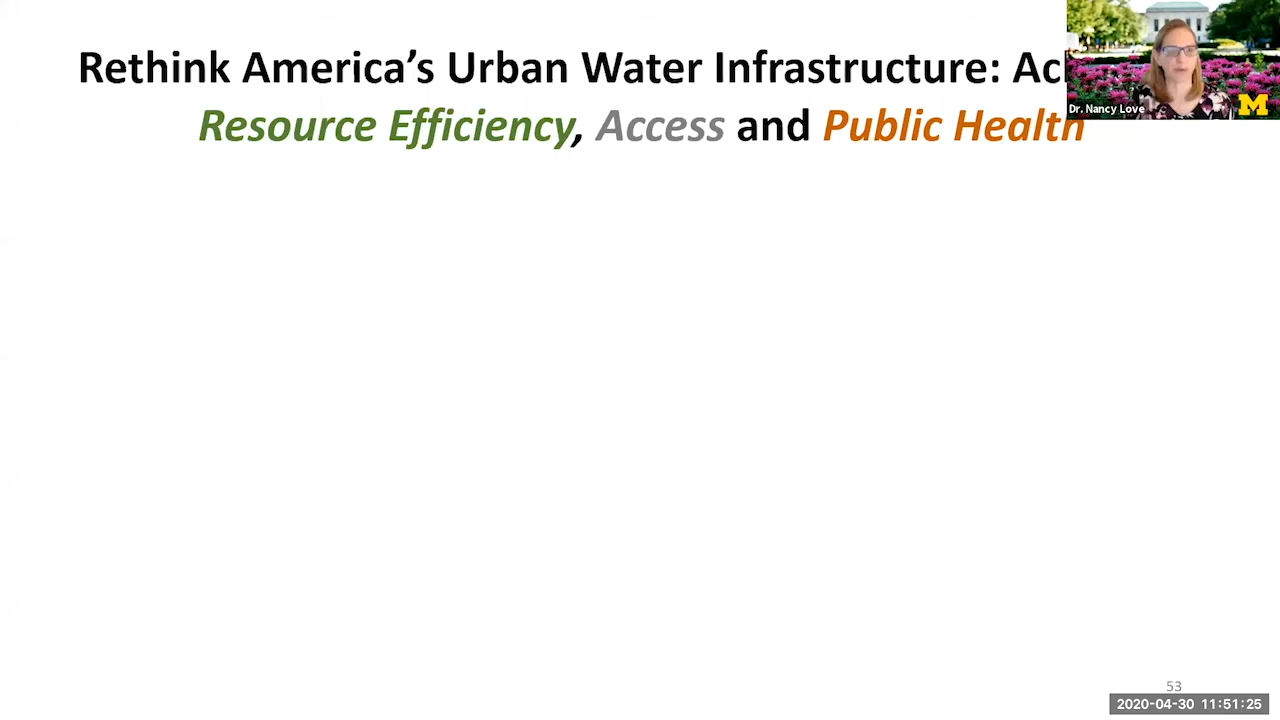 Rethink America's Urban Water Infrastructure:
Resource Efficiency, Access and Public Health
Dr. Nancy Love
M
53
2020-04-30 11:51:25